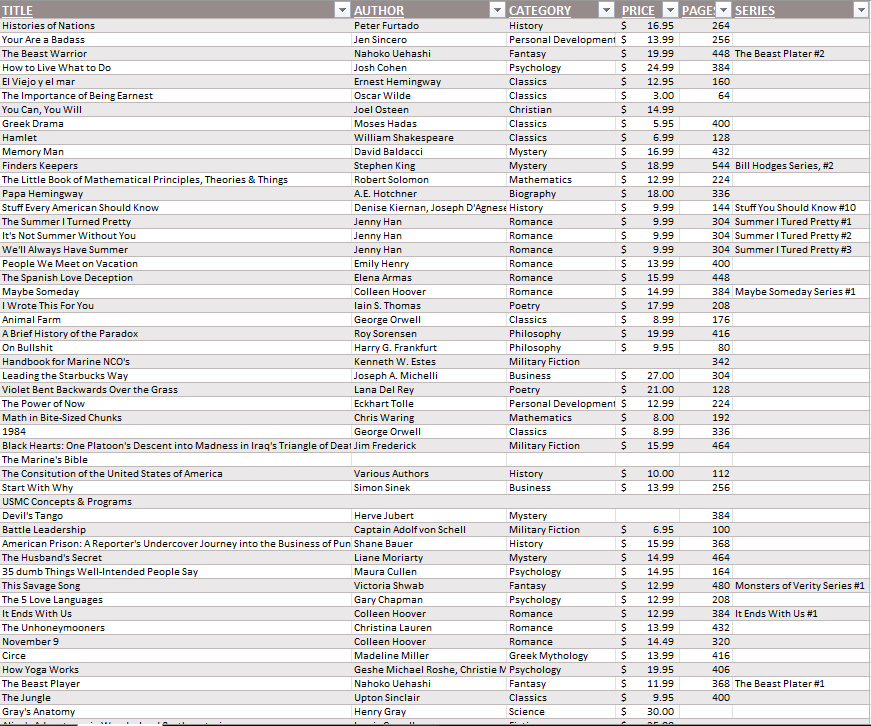 TITLE AUTHOR CATEGORY PRICE PAGES SERIES
Histories of Nations Peter Furtado History $ 16.95 264
Your Are a Badass Jen Sincero Personal Development $ 13.99 256
The Beast Warrior Nahoko Uehashi Fantasy $ 19.99 448 The Beast Plater #2
How to Live What to Do Josh Cohen Psychology $ 24.99 384
El Viejo y el mar Ernest Hemingway Classics $ 12.95 160
The Importance of Being Earnest Oscar Wilde Classics $ 3.00 64
You Can, You Will Joel Osteen Christian $ 14.99
Greek Drama Moses Hadas Classics $ 5.95 400
Hamlet William Shakespeare Classics $ 6.99 128
Memory Man David Baldacci Mystery $ 16.99 432
Finders Keepers Stephen King Mystery $ 18.99 544 Bill Hodges Series, #2
The Little Book of Mathematical Principles, Theories & Things Robert Solomon Mathematics $ 12.99 224
Papa Hemingway A.E. Hotchner Biography $ 18.00 336
Stuff Every American Should Know Denise Kiernan, Joseph D'Agnese History $ 9.99 144 Stuff You Should Know #10
The Summer I Turned Pretty Jenny Han Romance $ 9.99 304 Summer I Tured Pretty #1
It's Not Summer Without You Jenny Han Romance $ 9.99 304 Summer I Tured Pretty #2
We'll Always Have Summer Jenny Han Romance $ 9.99 304 Summer I Tured Pretty #3
People We Meet on Vacation Emily Henry Romance $ 13.99 400
The Spanish Love Deception Elena Armas Romance $ 15.99 448
Maybe Someday Colleen Hoover Romance $ 14.99 384 Maybe Someday Series #1
I Wrote This For You Iain S. Thomas Poetry $ 17.99 208
Animal Farm George Orwell Classics $ 8.99 176
A Brief History of the Paradox Roy Sorensen Philosophy $ 19.99 416
On Bullshit Harry G. Frankfurt Philosophy $ 9.95 80
Handbook for Marine NCO's Kenneth W. Estes Military Fiction 342
Leading the Starbucks Way Joseph A. Michelli Business $ 27.00 304
Violet Bent Backwards Over the Grass Lana Del Rey Poetry $ 21.00 128
The Power of Now Eckhart Tolle Personal Development $ 12.99 224
Math in Bite-Sized Chunks Chris Waring Mathematics $ 8.00 192
1984 George Orwell Classics $ 8.99 336
Black Hearts: One Platoon's Descent into Madness in Iraq's Triangle of Deat Jim Frederick Military Fiction $ 15.99 464
The Marine's Bible
The Consitution of the United States of America Various Authors History $ 10.00 112
Start With Why Simon Sinek Business $ 13.99 256
USMC Concepts & Programs
Devil's Tango Herve Jubert Mystery 384
Battle Leadership Captain Adolf von Schell Military Fiction $ 6.95 100
American Prison: A Reporter's Undercover Journey into the Business of Pun Shane Bauer History $ 15.99 368
The Husband's Secret Liane Moriarty Mystery $ 14.99 464
35 dumb Things Well-Intended People Say Maura Cullen Psychology $ 14.95 164
This Savage Song Victoria Shwab Fantasy $ 12.99 480 Monsters of Verity Series #1
The 5 Love Languages Gary Chapman Psychology $ 12.99 208
It Ends With Us Colleen Hoover Romance $ 12.99 384 It Ends With Us #1
The Unhoneymooners Christina Lauren Romance $ 13.99 432
November 9 Colleen Hoover Romance $ 14.49 320
Circe Madeline Miller Greek Mythology $ 13.99 416
How Yoga Works Geshe Michael Roshe, Christie M Psychology $ 19.95 406
The Beast Player Nahoko Uehashi Fantasy $ 11.99 368 The Beast Plater #1
The Jungle Upton Sinclair Classics $ 9.95 400
Gray's Anatomy Henry Gray Science $ 30.00